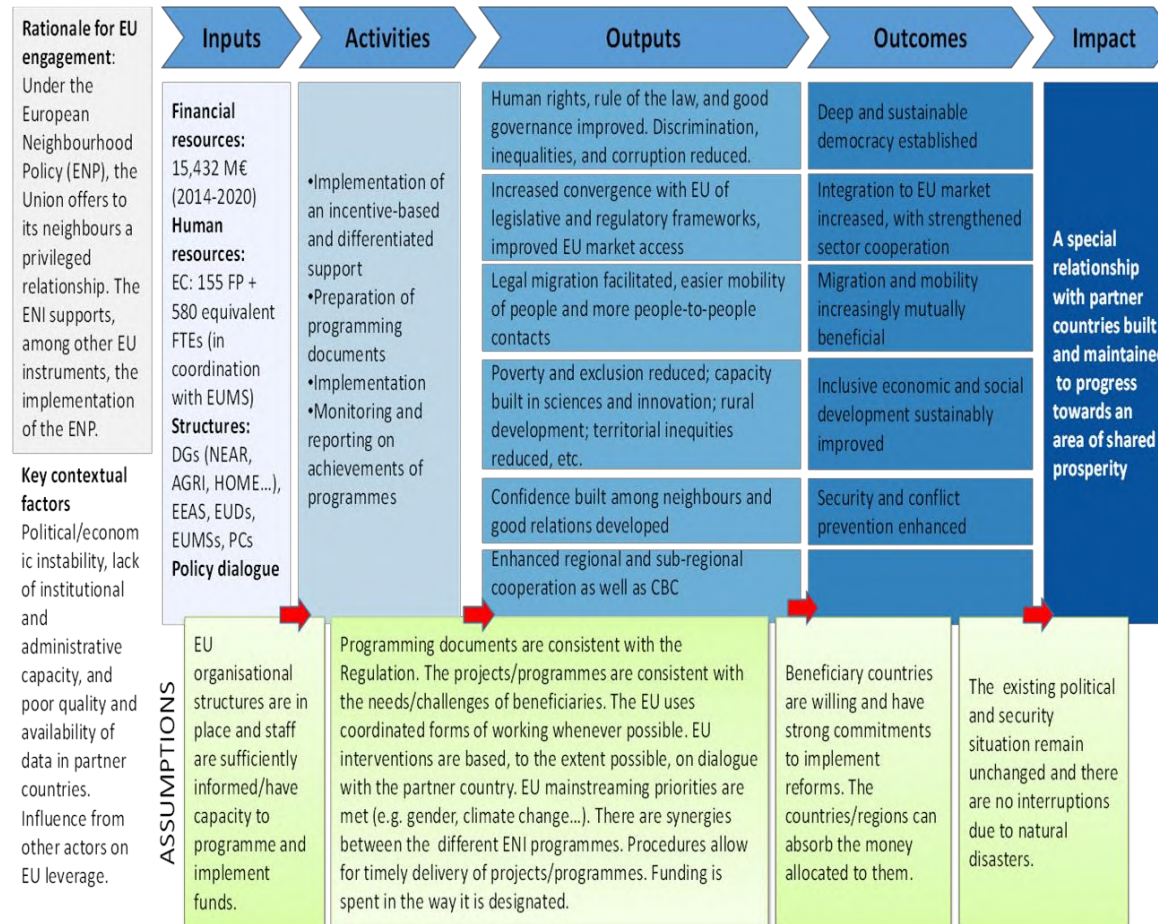 Rationale for EU
engagement:
Under the
European
Neighbourhood
Policy (ENP), the
Union offers to
its neighbours a
privileged
relationship. The
ENI supports,
among other EU
instruments, the
implementation
of the ENP.
Key contextual
factors
Political/econom
ic instability, lack
of institutional
and
administrative
capacity, and
poor quality and
availability of
data in partner
countries.
Influence from
other actors on
EU leverage.
Inputs
Financial
resources:
15,432 M€
(2014-2020)
Human
resources:
EC: 155 FP +
580 equivalent
FTEs (in
coordination
with EUMS)
Structures:
DGs (NEAR,
AGRI, HOME...),
EEAS, EUDs,
EUMSs, PCs
Policy dialogue
Activities
•Implementation of
an incentive-based
and differentiated
support
•Preparation of
programming
documents
•Implementation
•Monitoring and
reporting on
achievements of
programmes
Outputs
Human rights, rule of the law, and good
governance improved. Discrimination,
inequalities, and corruption reduced.
Increased convergence with EU of
legislative and regulatory frameworks,
improved EU market access
Legal migration facilitated, easier mobility
of people and more people-to-people
contacts
Poverty and exclusion reduced; capacity
built in sciences and innovation; rural
development; territorial inequities
reduced, etc.
Confidence built among neighbours and
good relations developed
Enhanced regional and sub-regional
cooperation as well as CBC
Outcomes
Deep and sustainable
democracy established
Integration to EU market
increased, with strengthened
sector cooperation
Migration and mobility
increasingly mutually
beneficial
Inclusive economic and social
development sustainably
improved
Security and conflict
prevention enhanced
Impact
A special
relationship
with partner
countries built
and maintained
to progress
towards an
area of shared
prosperity
ASSUMPTIONS
EU
organisational
structures are in
place and staff
are sufficiently
informed/have
capacity to
programme and
implement
funds.
Programming documents are consistent with the
Regulation. The projects/programmes are consistent with
the needs/challenges of beneficiaries. The EU uses
coordinated forms of working whenever possible. EU
interventions are based, to the extent possible, on dialogue
with the partner country. EU mainstreaming priorities are
met (e.g. gender, climate change...). There are synergies
between the different ENI programmes. Procedures allow
for timely delivery of projects/programmes. Funding is
spent in the way it is designated.
Beneficiary countries
are willing and have
strong commitments
to implement
reforms. The
countries/regions can
absorb the money
allocated to them.
The existing political
and security
situation remain
unchanged and there
are no interruptions
due to natural
disasters.